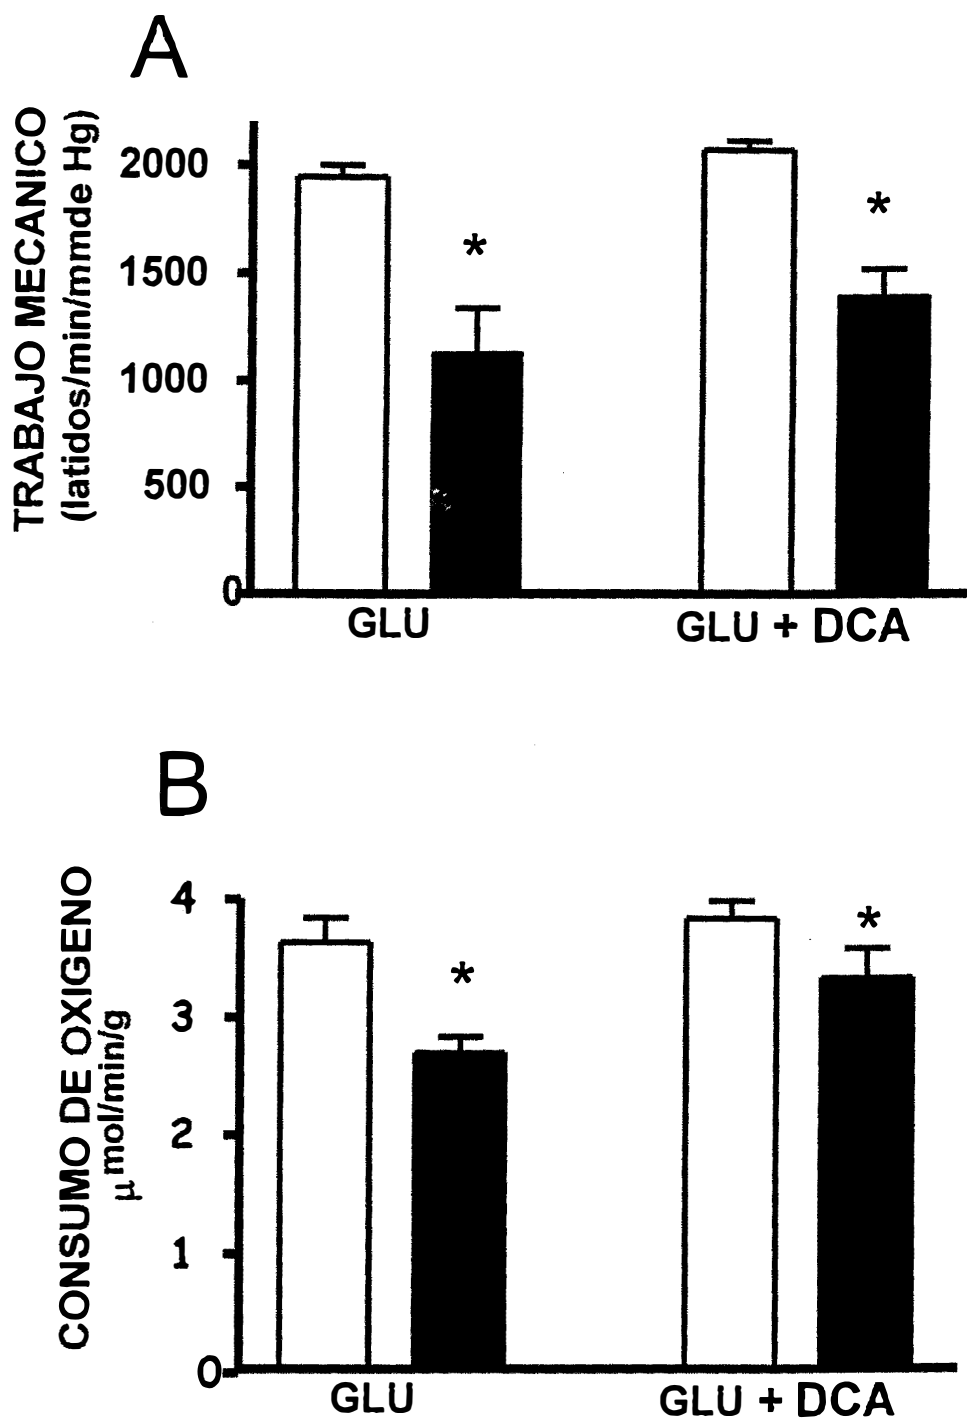 A
TRABAJO MECANICO
(latidos/min/mmde Hg)
2000
1500
1000
500
0
*
*
GLU
GLU + DCA
B
CONSUMO DE OXIGENO
μmol/min/g
4
3
2
1
0
*
*
GLU
GLU + DCA